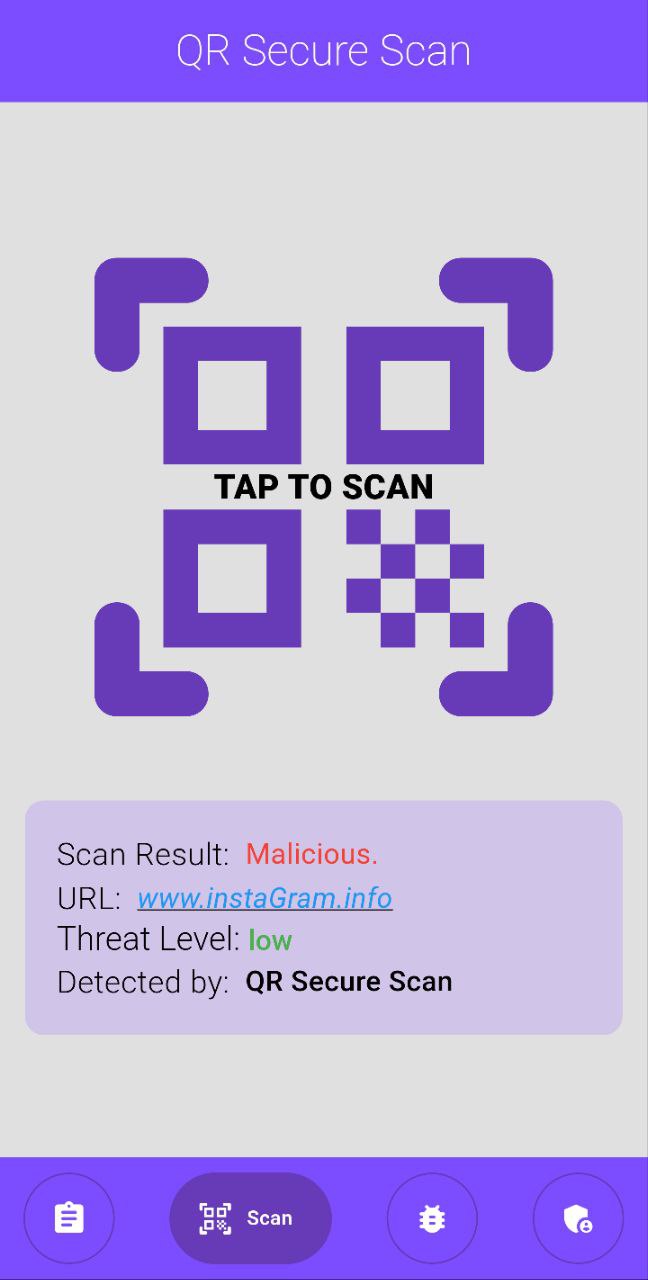 QR Secure Scan
TAP TO SCAN
Scan Result: Malicious.
URL: www.instaGram.info
Threat Level: low
Detected by: QR Secure Scan
Scan